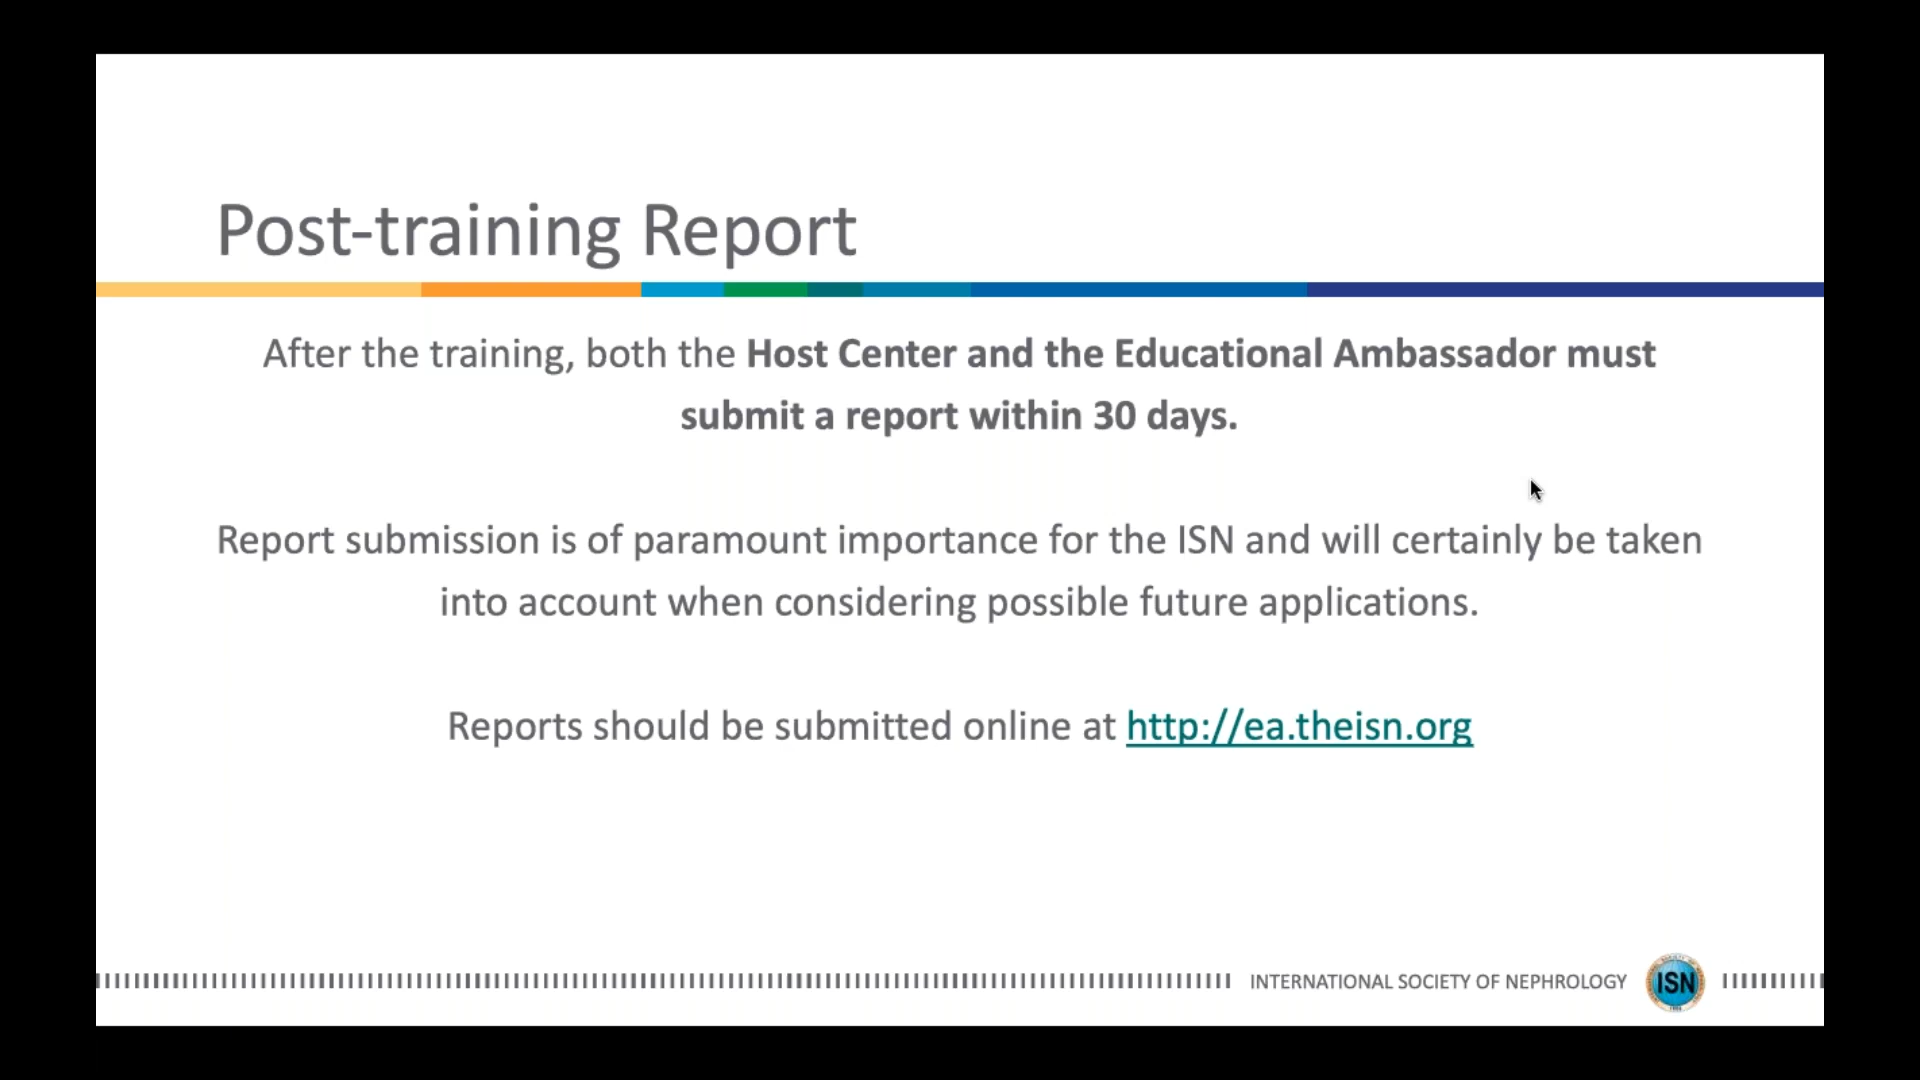 Post-training Report
After the training, both the Host Center and the Educational Ambassador must
submit a report within 30 days.
Report submission is of paramount importance for the ISN and will certainly be taken
into account when considering possible future applications.
Reports should be submitted online at http://ea.theisn.org
INTERNATIONAL SOCIETY OF NEPHROLOGY
ISN